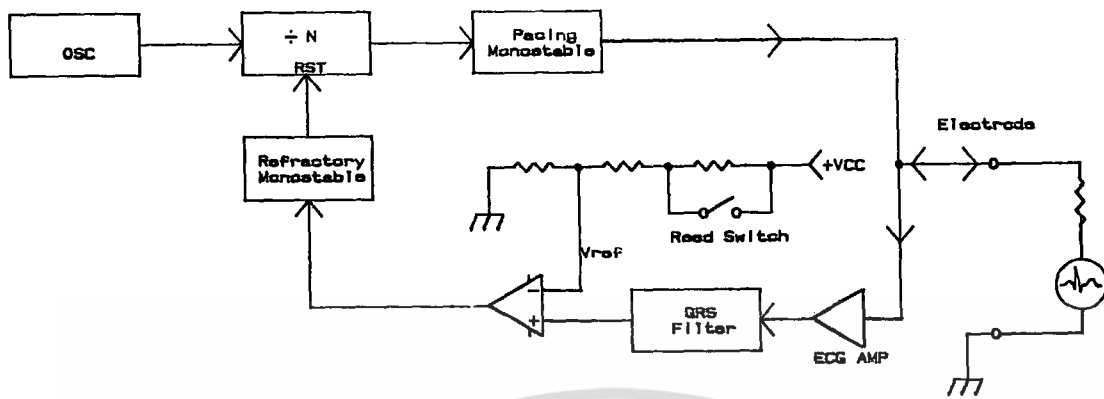 OSC
÷ N
RST
Pacing
Monostable
Refractory
Monostable
Electrode
+VCC
Reed Switch
Vref
−
+
QRS
Filter
ECG AMP